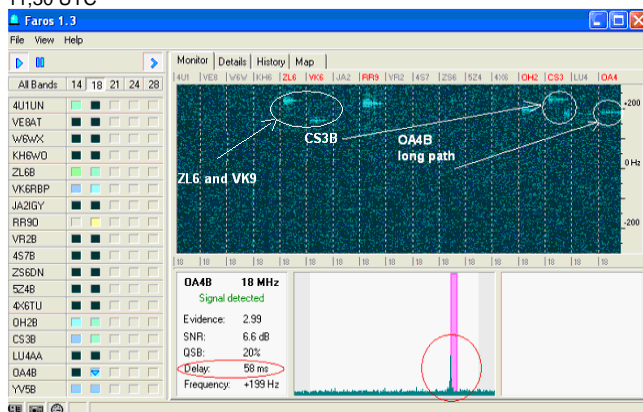 11,50 UTC
Faros 1.3
File View Help
Monitor Details History Map
4U1 VE8 W6W KH6 ZL6 VK6 JA2 RR9 VR2 4S7 ZS6 5Z4 4X6 OH2 CS3 LU4 OA4
All Bands 14 18 21 24 28
4U1UN
VE8AT
W6WX
KH6WO
ZL6B
VK6RBP
JA2IGY
RR9O
VR2B
4S7B
ZS6DN
5Z4B
4X6TU
OH2B
CS3B
LU4AA
OA4B
YV5B
+200
0 Hz
-200
CS3B
OA4B
long path
ZL6 and VK9
18 18 18 18 18 18 18 18 18 18 18 18 18 18 18 18 18
OA4B 18 MHz
Signal detected
Evidence: 2.99
SNR: 6.6 dB
QSB: 20%
Delay: 58 ms
Frequency: +199 Hz